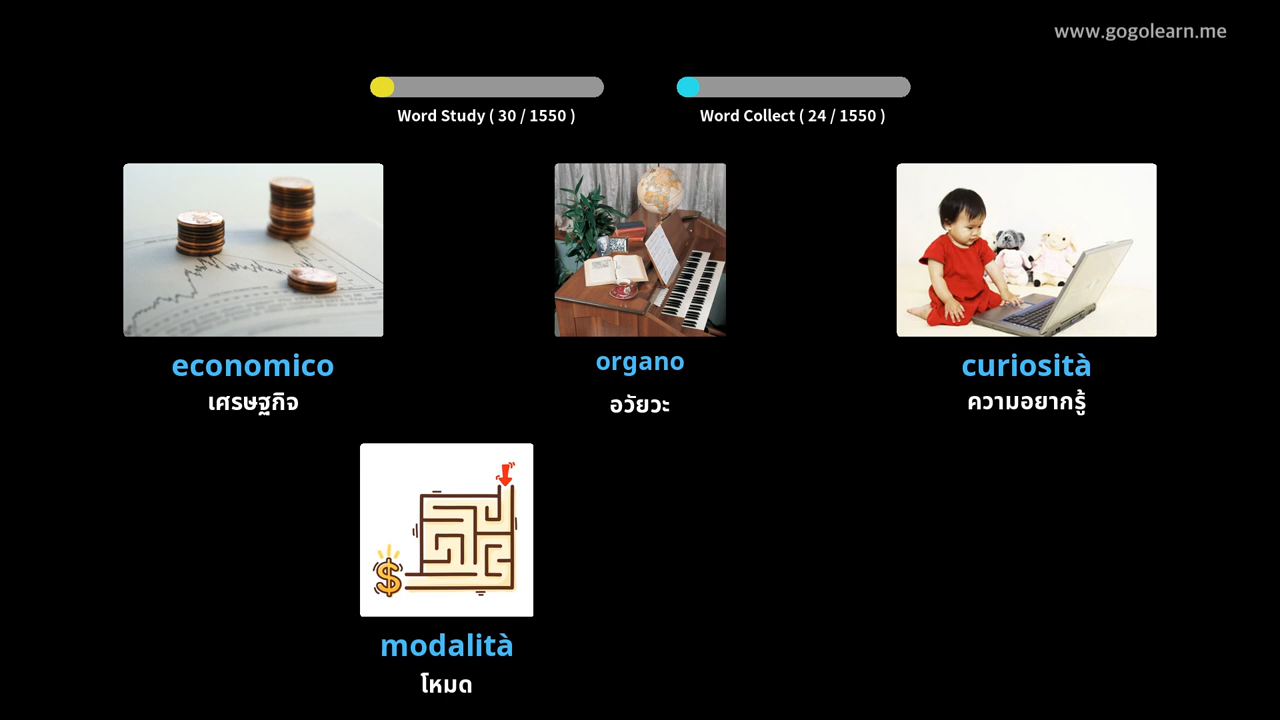 www.gogolearn.me
Word Study ( 30 / 1550 )
Word Collect ( 24 / 1550 )
economico
เศรษฐกิจ
organo
อวัยวะ
curiosità
ความอยากรู้
modalità
โหมด